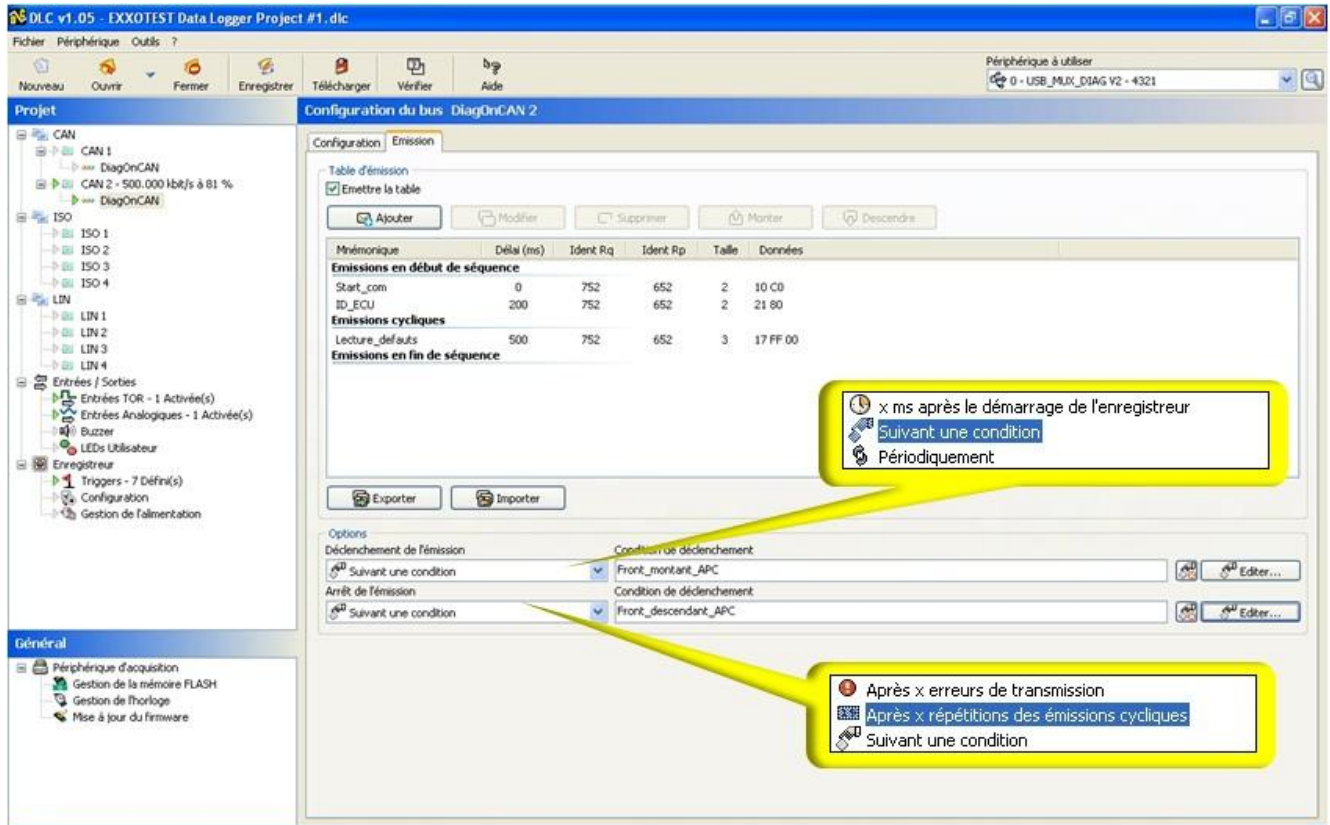 DLC v1.05 - EXXOTEST Data Logger Project #1.dlc
Fichier Périphérique Outils ?
Nouveau Ouvrir Fermer Enregistrer Télécharger Vérifier Aide
Périphérique à utiliser
0 - USB_MUX_DIAG V2 - 4321
Projet
CAN
CAN 1
DiagOnCAN
CAN 2 - 500.000 kbit/s à 81 %
DiagOnCAN
ISO
ISO 1
ISO 2
ISO 3
ISO 4
LIN
LIN 1
LIN 2
LIN 3
LIN 4
Entrées / Sorties
Entrées TOR - 1 Activée(s)
Entrées Analogiques - 1 Activée(s)
Buzzer
LEDs Utilisateur
Enregistreur
Triggers - 7 Défini(s)
Configuration
Gestion de l'alimentation
Général
Périphérique d'acquisition
Gestion de la mémoire FLASH
Gestion de l'horloge
Mise à jour du firmware
Configuration du bus DiagOnCAN 2
Configuration Emission
Table d'émission
Emettre la table
Ajouter Modifier Supprimer Monter Descendre
Mnémonique Délai (ms) Ident Rq Ident Rp Taille Données
Emissions en début de séquence
Start_com 0 752 652 2 10 C0
ID_ECU 200 752 652 2 21 80
Emissions cycliques
Lecture_defauts 500 752 652 3 17 FF 00
Emissions en fin de séquence
x ms après le démarrage de l'enregistreur
Suivant une condition
Périodiquement
Exporter Importer
Options
Déclenchement de l'émission Condition de déclenchement
Suivant une condition Front_montant_APC Editer...
Arrêt de l'émission Condition de déclenchement
Suivant une condition Front_descendant_APC Editer...
Après x erreurs de transmission
Après x répétitions des émissions cycliques
Suivant une condition